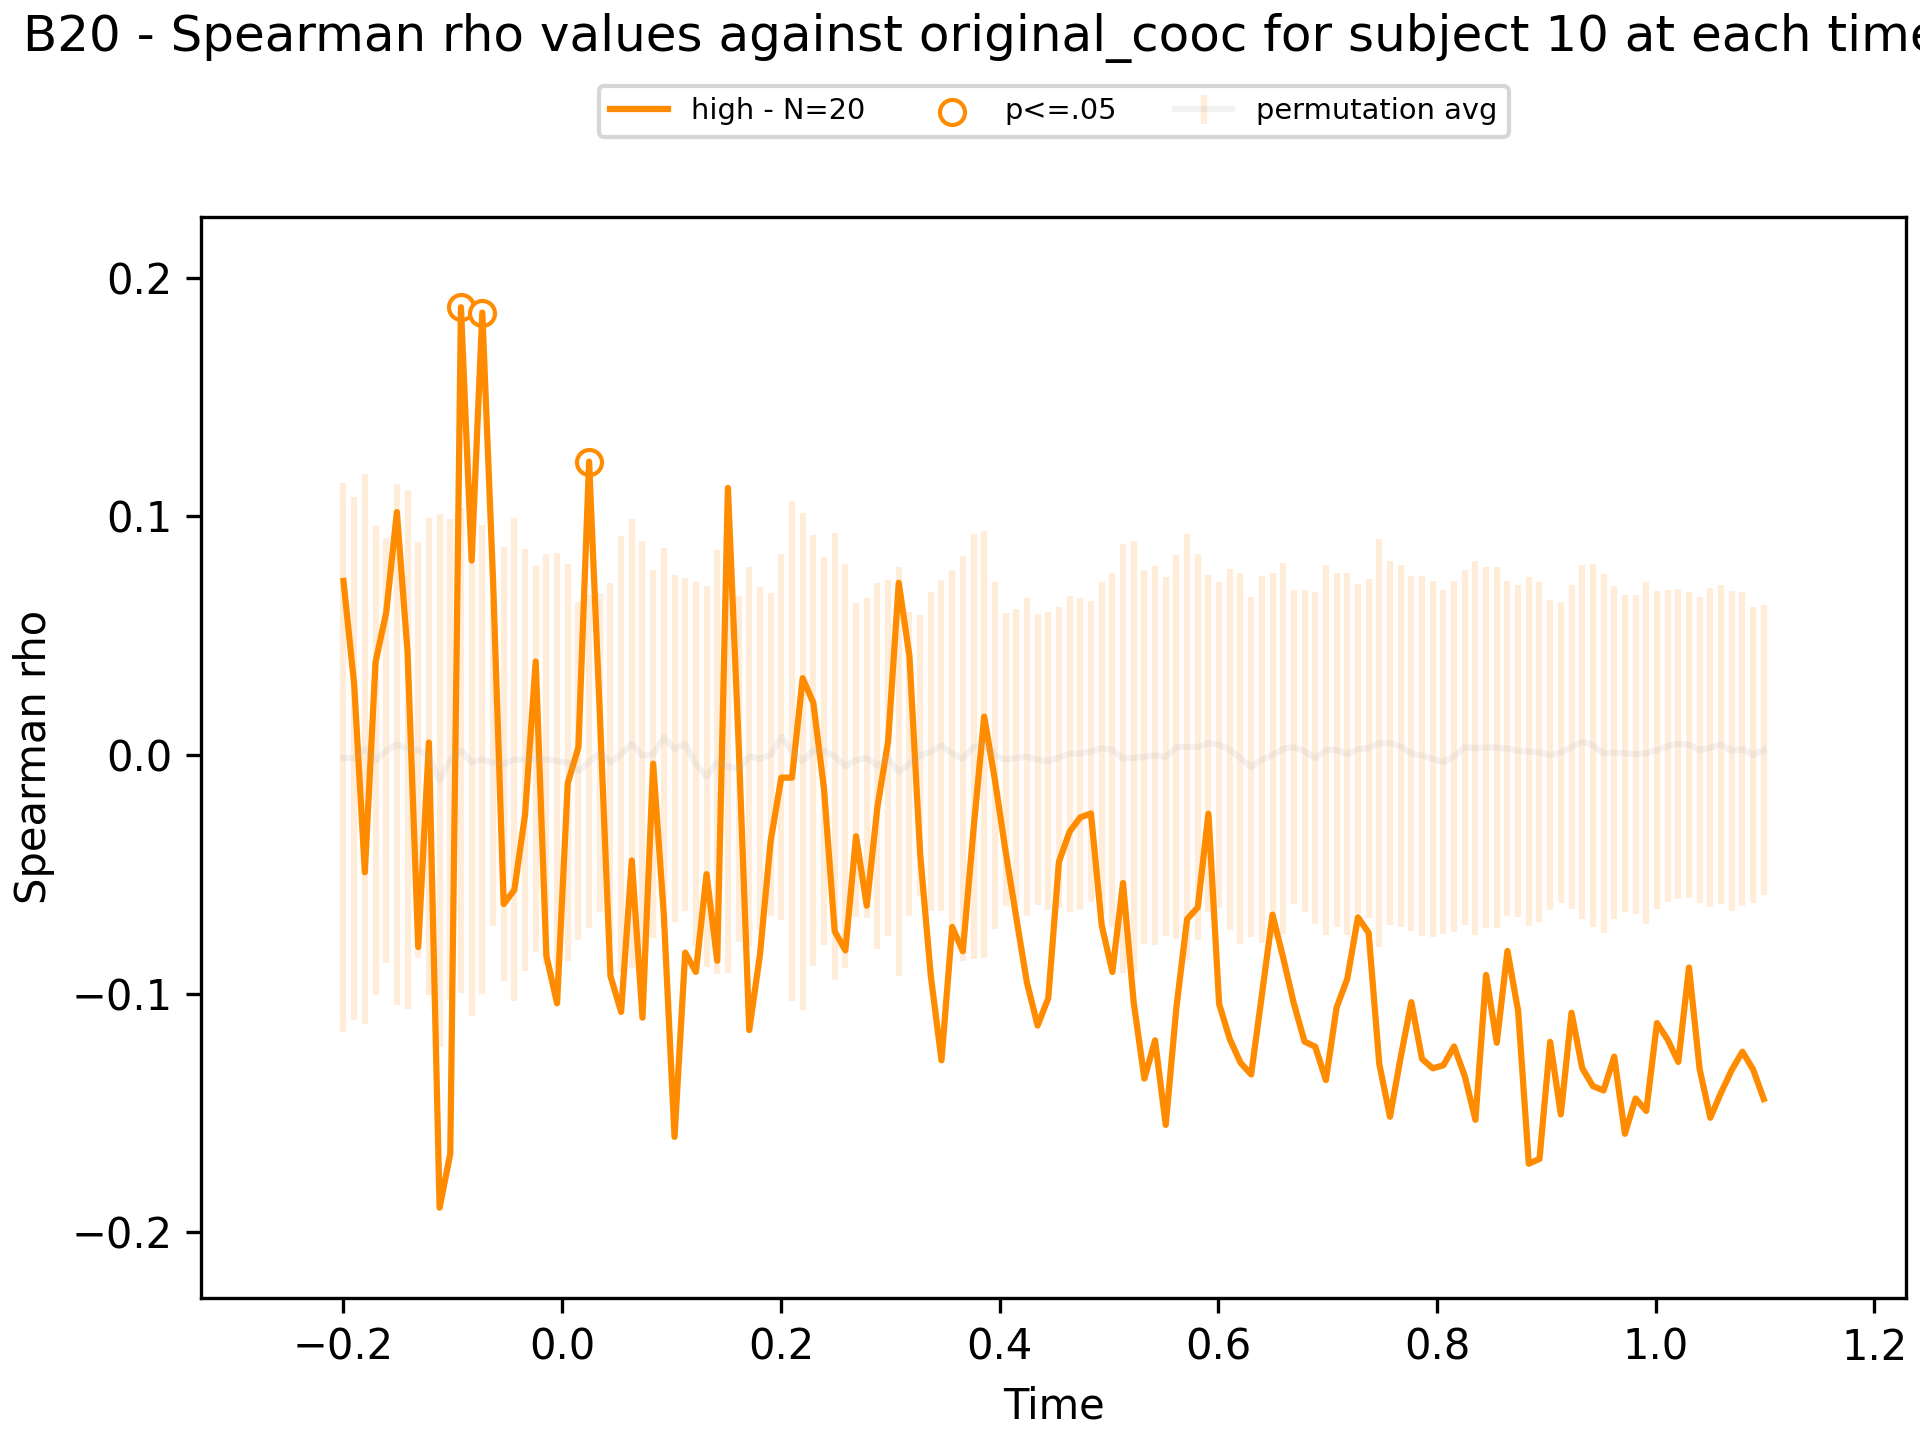 B20 - Spearman rho values against original_cooc for subject 10 at each time
high - N=20 p<=.05 permutation avg
0.2
0.1
0.0
−0.1
−0.2
Spearman rho
−0.2 0.0 0.2 0.4 0.6 0.8 1.0 1.2
Time